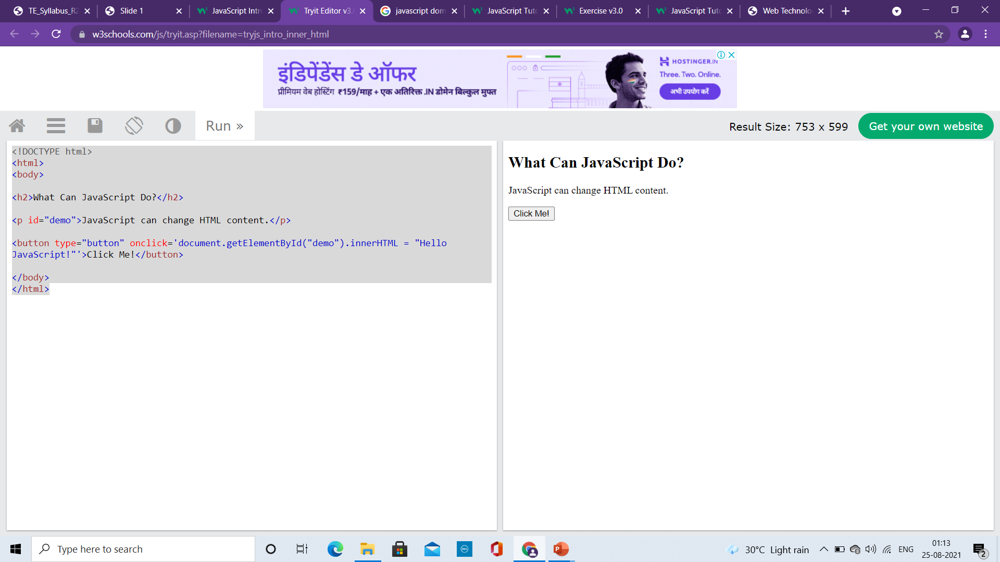 TE_Syllabus_R2
Slide 1
JavaScript Intro
Tryit Editor v3.
javascript dom
JavaScript Tuto
Exercise v3.0
JavaScript Tuto
Web Technolo
w3schools.com/js/tryit.asp?filename=tryjs_intro_inner_html
इंडिपेंडेंस डे ऑफर
प्रीमियम वेब होस्टिंग ₹159/माह + एक अतिरिक्त .IN डोमेन बिल्कुल मुफ्त
HOSTINGER.IN
Three. Two. Online.
अभी उपयोग करें
Run »
Result Size: 753 x 599
Get your own website
<!DOCTYPE html>
<html>
<body>
<h2>What Can JavaScript Do?</h2>
<p id="demo">JavaScript can change HTML content.</p>
<button type="button" onclick='document.getElementById("demo").innerHTML = "Hello
JavaScript!"'>Click Me!</button>
</body>
</html>
What Can JavaScript Do?
JavaScript can change HTML content.
Click Me!
Type here to search
DELL
P
30°C Light rain
ENG
01:13
25-08-2021
2